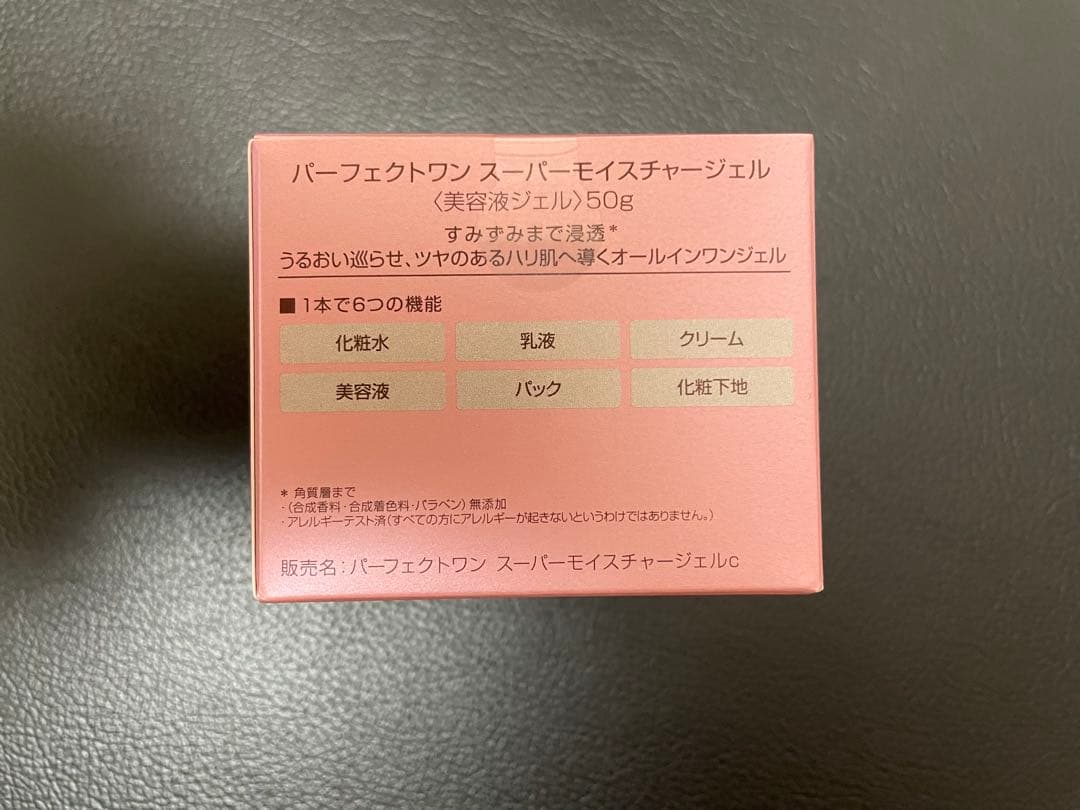 パーフェクトワン スーパーモイスチャージェル
〈美容液ジェル〉50g
すみずみまで浸透*
うるおい巡らせ、ツヤのあるハリ肌へ導くオールインワンジェル
■ 1本で6つの機能
化粧水 乳液 クリーム
美容液 パック 化粧下地
* 角質層まで
・(合成香料・合成着色料・パラベン)無添加
・アレルギーテスト済(すべての方にアレルギーが起きないというわけではありません。)
販売名:パーフェクトワン スーパーモイスチャージェルc